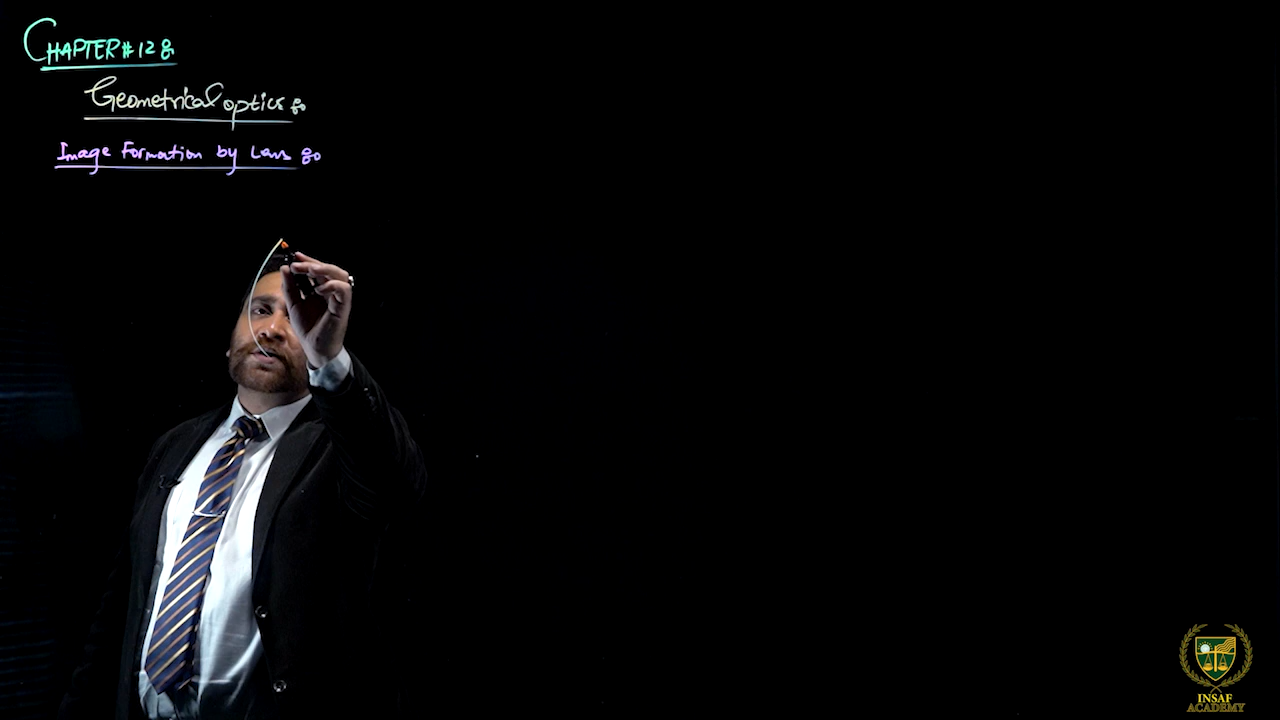 CHAPTER # 12 :
Geometrical optics :
Image Formation by Lens :
INSAF
ACADEMY